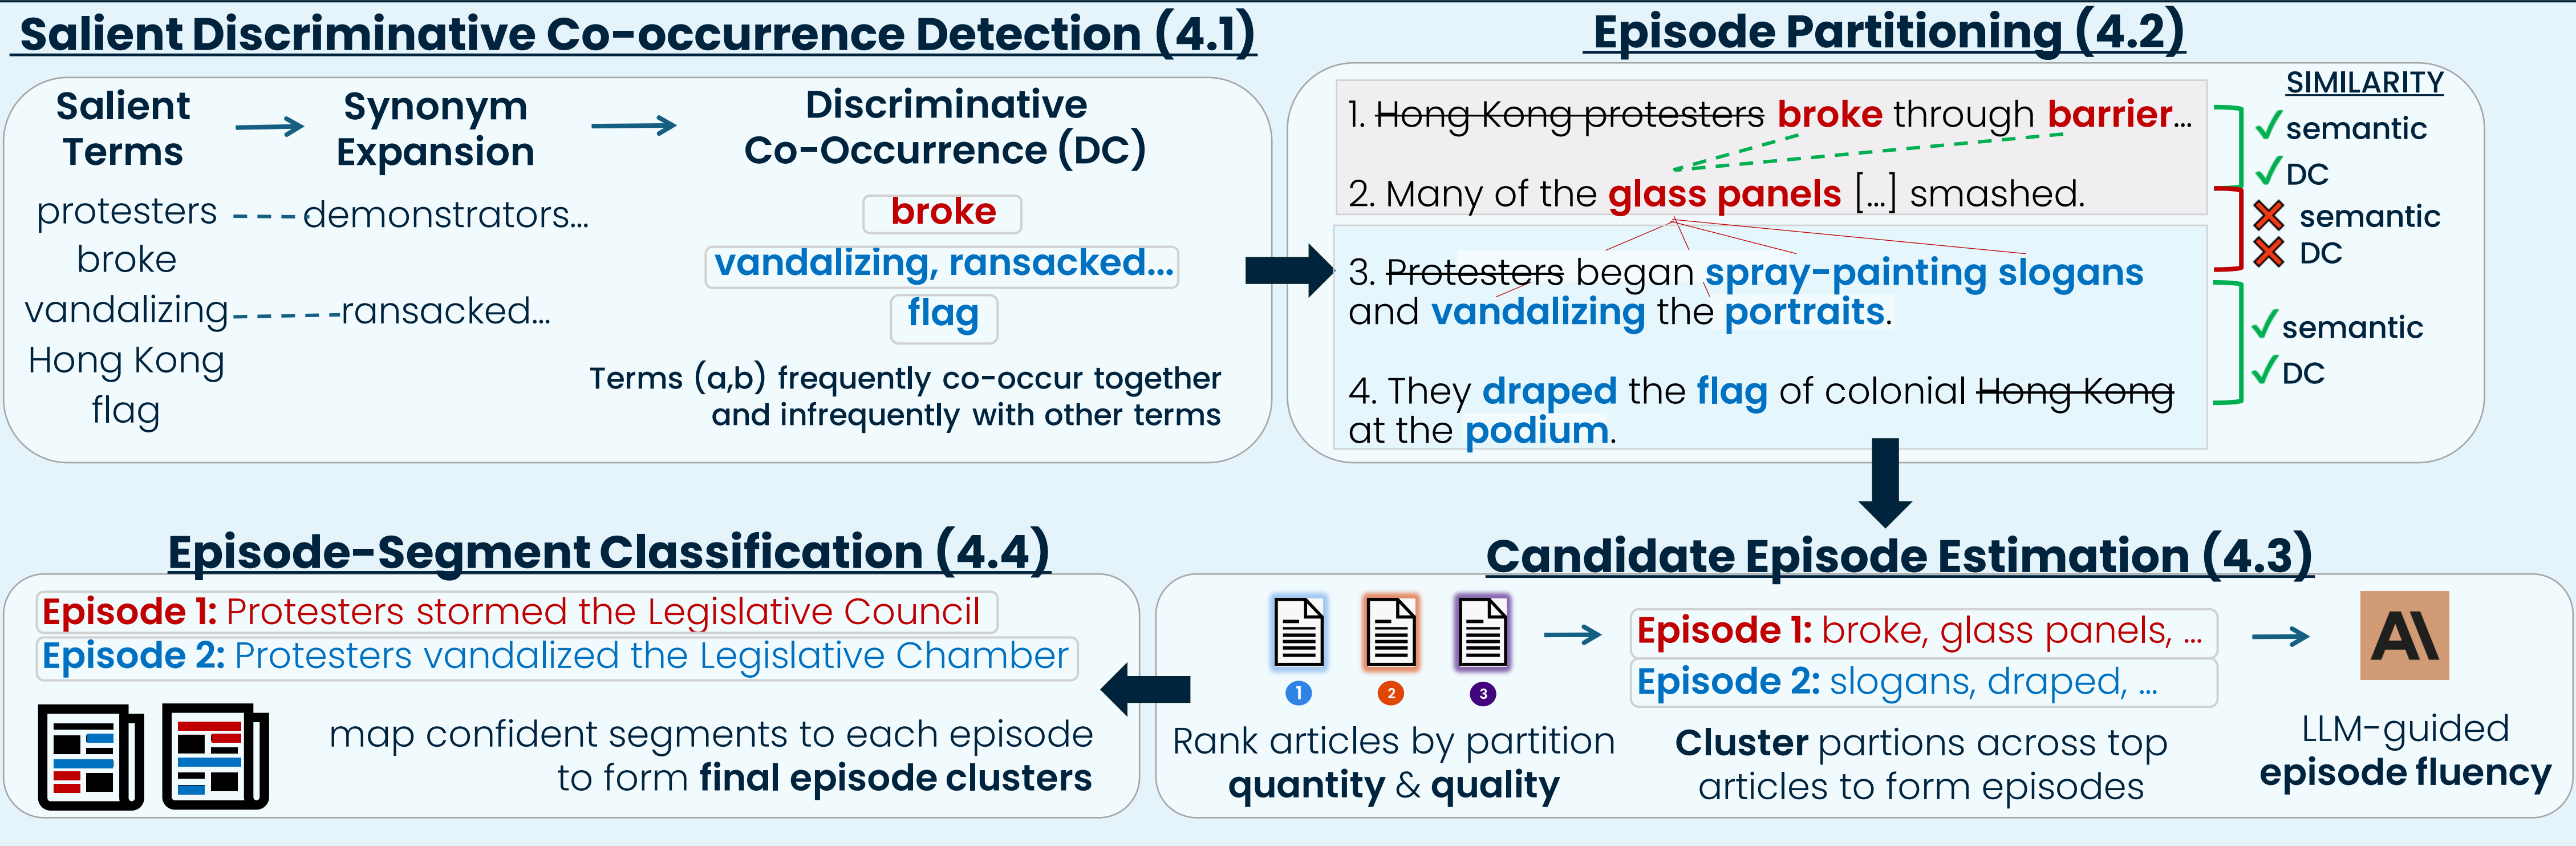 Salient Discriminative Co-occurrence Detection (4.1)
Salient
Terms
Synonym
Expansion
Discriminative
Co-Occurrence (DC)
protesters
demonstrators...
broke
vandalizing
ransacked...
Hong Kong
flag
broke
vandalizing, ransacked...
flag
Terms (a,b) frequently co-occur together
and infrequently with other terms
Episode Partitioning (4.2)
1. Hong Kong protesters broke through barrier...
2. Many of the glass panels [...] smashed.
3. Protesters began spray-painting slogans
and vandalizing the portraits.
4. They draped the flag of colonial Hong Kong
at the podium.
SIMILARITY
✓semantic
✓DC
❌ semantic
❌ DC
✓semantic
✓DC
Candidate Episode Estimation (4.3)
1
2
3
Rank articles by partition
quantity & quality
Episode 1: broke, glass panels, ...
Episode 2: slogans, draped, ...
Cluster partions across top
articles to form episodes
A\
LLM-guided
episode fluency
Episode-Segment Classification (4.4)
Episode 1: Protesters stormed the Legislative Council
Episode 2: Protesters vandalized the Legislative Chamber
map confident segments to each episode
to form final episode clusters